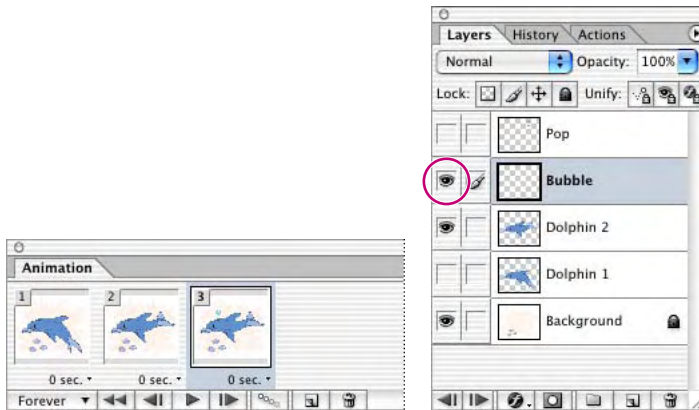 Layers History Actions
Normal Opacity: 100%
Lock: Unify:
Pop
Bubble
Dolphin 2
Dolphin 1
Background
Animation
1 2 3
0 sec. 0 sec. 0 sec.
Forever